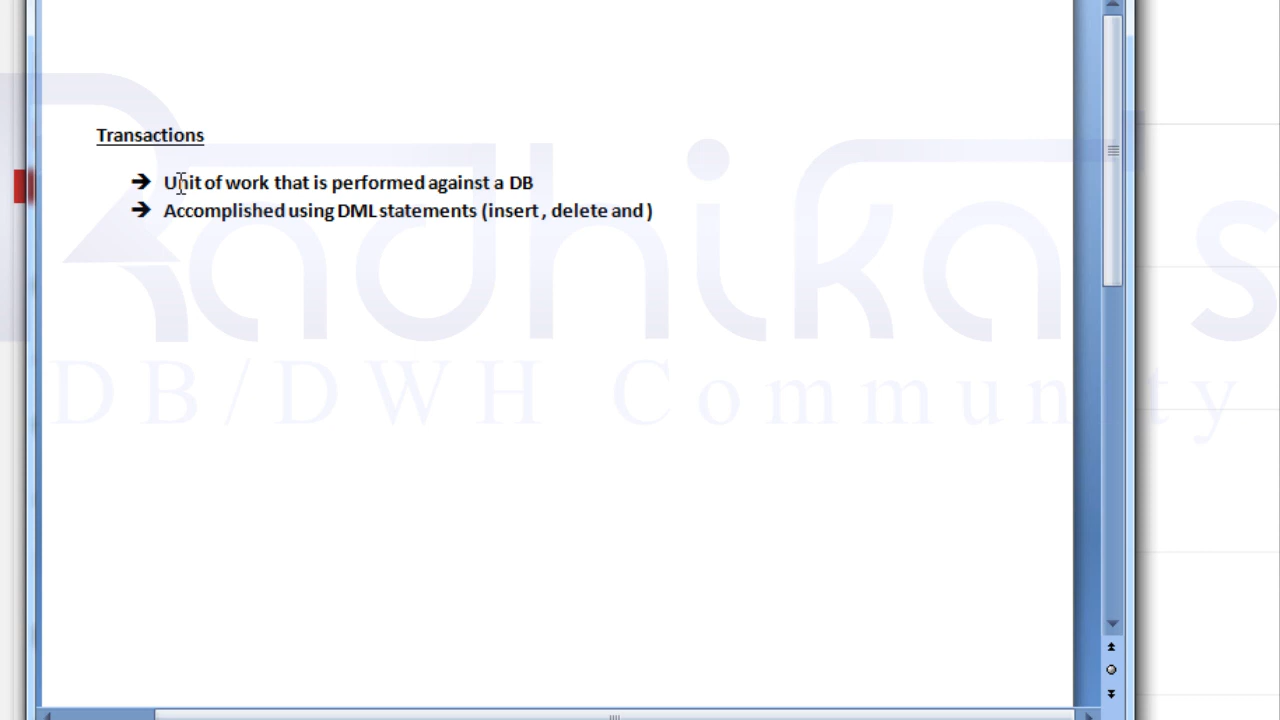 Transactions
➔ Unit of work that is performed against a DB
➔ Accomplished using DML statements (insert , delete and )
Radhika's
DB/DWH Community